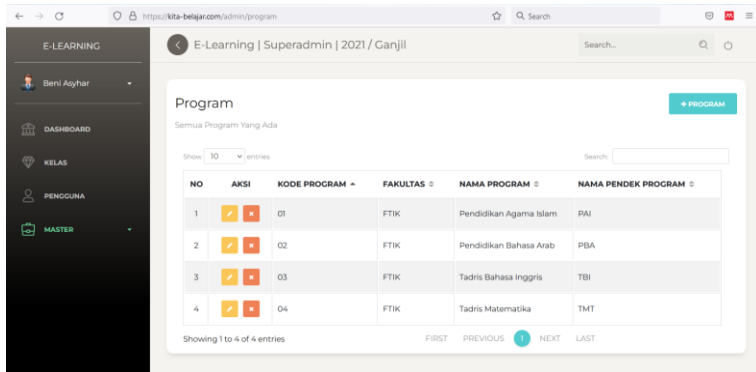 https://kita-belajar.com/admin/program
Search
E-LEARNING
E-Learning | Superadmin | 2021 / Ganjil
Search...
Beni Asyhar
DASHBOARD
KELAS
PENGGUNA
MASTER
Program
+ PROGRAM
Semua Program Yang Ada
Show 10 entries
Search:
NO AKSI KODE PROGRAM FAKULTAS NAMA PROGRAM NAMA PENDEK PROGRAM
1 01 FTIK Pendidikan Agama Islam PAI
2 02 FTIK Pendidikan Bahasa Arab PBA
3 03 FTIK Tadris Bahasa Inggris TBI
4 04 FTIK Tadris Matematika TMT
Showing 1 to 4 of 4 entries
FIRST PREVIOUS 1 NEXT LAST